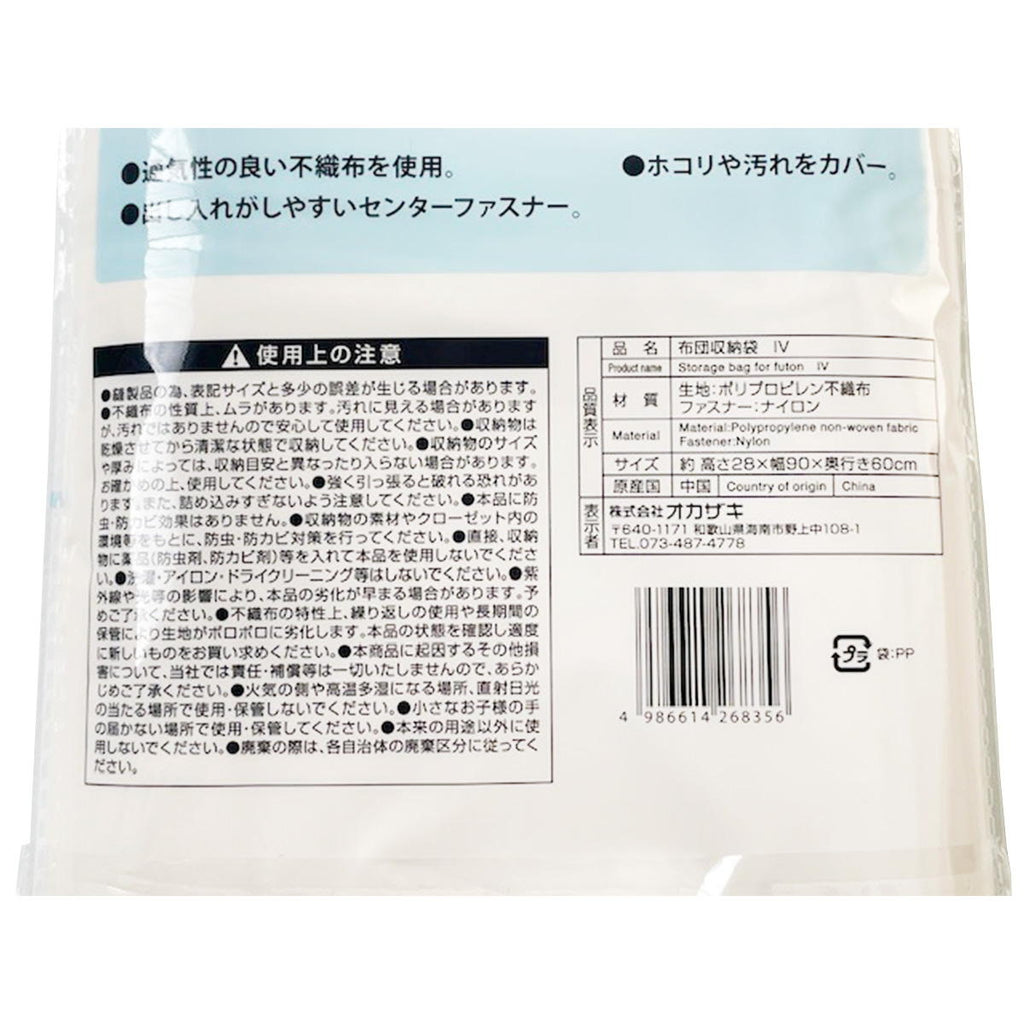 ●通気性の良い不織布を使用。
●ホコリや汚れをカバー。
●出し入れがしやすいセンターファスナー。
使用上の注意
●縫製品の為、表記サイズと多少の誤差が生じる場合があります。
●不織布の性質上、ムラがあります。汚れに見える場合があります
が、汚れではありませんので安心して使用してください。●収納物は
乾燥させてから清潔な状態で収納してください。●収納物のサイズ
や厚みによっては、収納目安と異なったり入らない場合があります。
お確かめの上、使用してください。●強く引っ張ると破れる恐れがあ
ります。また、詰め込みすぎないよう注意してください。●本品に防
虫・防カビ効果はありません。●収納物の素材やクローゼット内の
環境等をもとに、防虫・防カビ対策を行ってください。●直接、収納
物に薬品(防虫剤、防カビ剤)等を入れて本品を使用しないでくださ
い。●洗濯・アイロン・ドライクリーニング等はしないでください。●紫
外線や光等の影響により、本品の劣化が早まる場合があります。予
めご了承ください。●不織布の特性上、繰り返しの使用や長期間の
保管により生地がボロボロに劣化します。本品の状態を確認し適度
に新しいものをお買い求めください。●本商品に起因するその他損
害について、当社では責任・補償等は一切いたしませんので、あらか
じめご了承ください。●火気の側や高温多湿になる場所、直射日光
の当たる場所で使用・保管しないでください。●小さなお子様の手
の届かない場所で使用・保管してください。●本来の用途以外に使
用しないでください。●廃棄の際は、各自治体の廃棄区分に従ってく
ださい。
品質表示
品 名 布団収納袋 IV
Product name Storage bag for futon IV
材 質 生地:ポリプロピレン不織布
ファスナー:ナイロン
Material Material:Polypropylene non-woven fabric
Fastener:Nylon
サイズ 約 高さ28×幅90×奥行き60cm
原産国 中国 Country of origin China
表示者
株式会社 オカザキ
〒640-1171 和歌山県海南市野上中108-1
TEL.073-487-4778
プラ 袋:PP
4 986614 268356